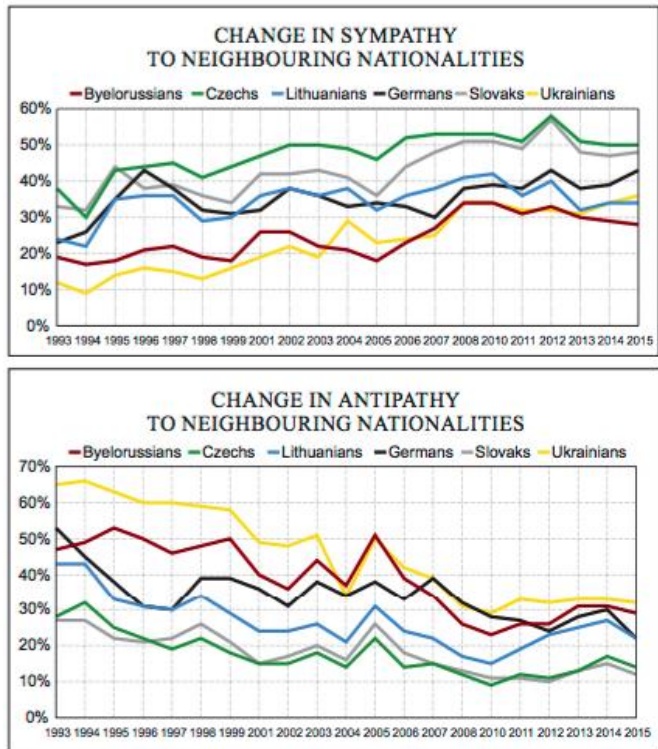 CHANGE IN SYMPATHY
TO NEIGHBOURING NATIONALITIES
Byelorussians Czechs Lithuanians Germans Slovaks Ukrainians
60%
50%
40%
30%
20%
10%
0%
1993 1994 1995 1996 1997 1998 1999 2001 2002 2003 2004 2005 2006 2007 2008 2010 2011 2012 2013 2014 2015
CHANGE IN ANTIPATHY
TO NEIGHBOURING NATIONALITIES
Byelorussians Czechs Lithuanians Germans Slovaks Ukrainians
70%
60%
50%
40%
30%
20%
10%
0%
1993 1994 1995 1996 1997 1998 1999 2001 2002 2003 2004 2005 2006 2007 2008 2010 2011 2012 2013 2014 2015